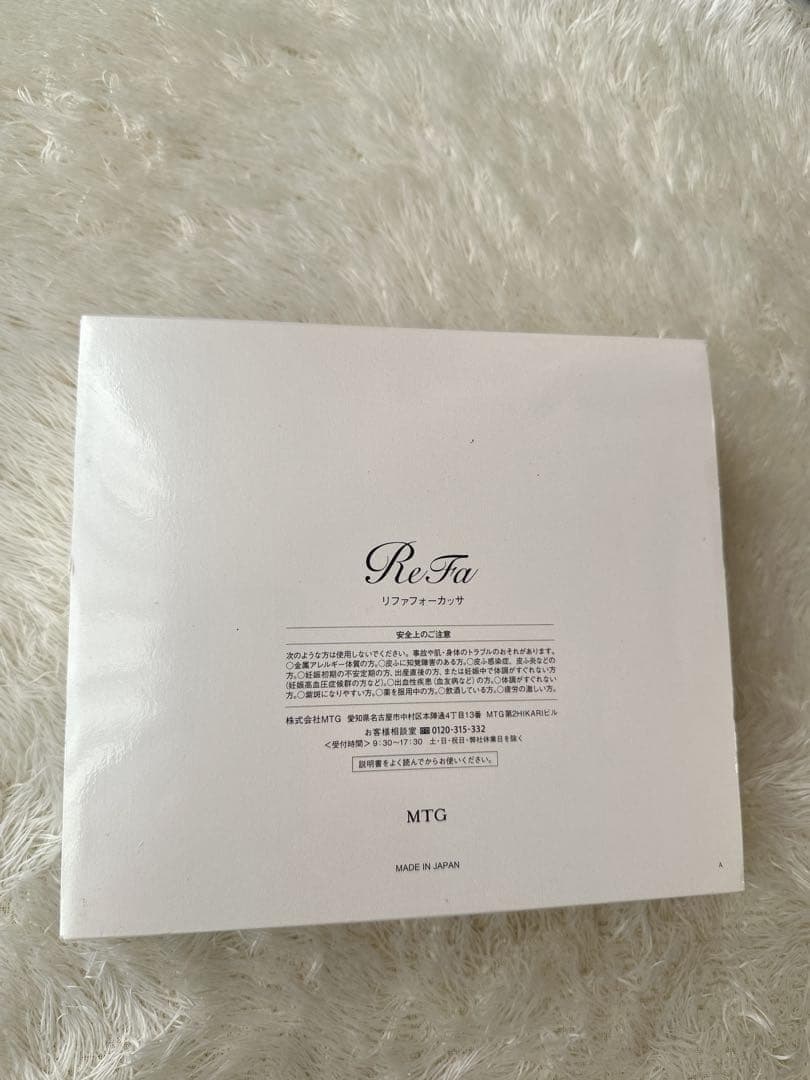 ReFa
リファフォーカッサ
安全上のご注意
次のような方は使用しないでください。事故や肌・身体のトラブルのおそれがあります。
○金属アレルギー体質の方。○皮ふに知覚障害のある方。○皮ふ感染症、皮ふ炎などの
方。○妊娠初期の不安定期の方、出産直後の方、または妊娠中で体調がすぐれない方
(妊娠高血圧症候群の方など)。○出血性疾患(血友病など)の方。○体調がすぐれない
方。○紫斑になりやすい方。○薬を服用中の方。○飲酒している方。○疲労の激しい方。
株式会社MTG 愛知県名古屋市中村区本陣通4丁目13番 MTG第2HIKARIビル
お客様相談室 0120-315-332
<受付時間>9:30〜17:30 土・日・祝日・弊社休業日を除く
説明書をよく読んでからお使いください。
MTG
MADE IN JAPAN
A